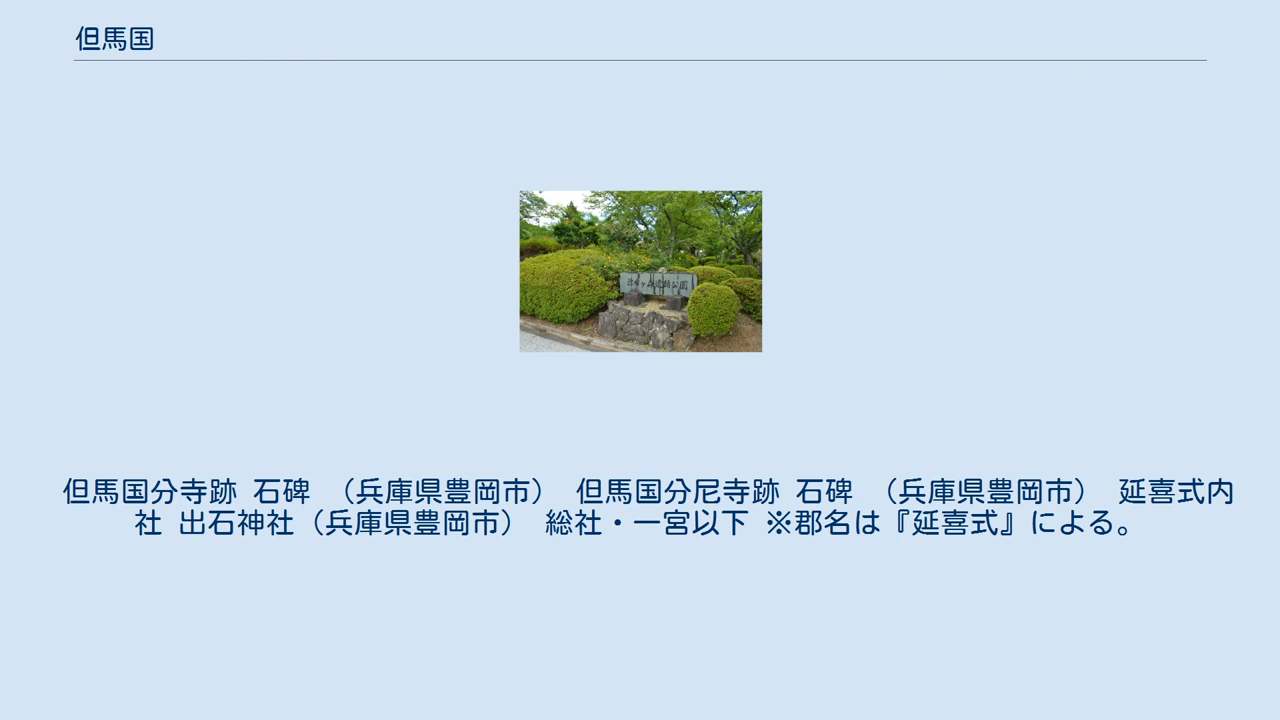 但馬国
但馬国分寺跡 石碑 （兵庫県豊岡市） 但馬国分尼寺跡 石碑 （兵庫県豊岡市） 延喜式内
社 出石神社（兵庫県豊岡市） 総社・一宮以下 ※郡名は『延喜式』による。